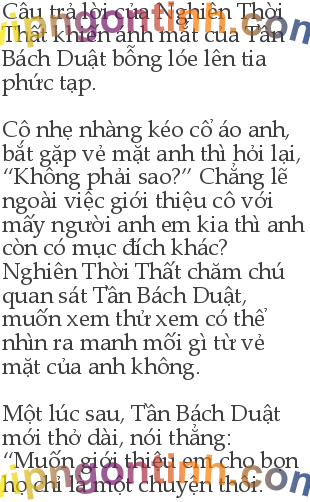 Câu trả lời của Nghiên Thời
Thất khiến ánh mắt của Tần
Bách Duật bỗng lóe lên tia
phức tạp.
Cô nhẹ nhàng kéo cổ áo anh,
bắt gặp vẻ mặt anh thì hỏi lại,
“Không phải sao?” Chẳng lẽ
ngoài việc giới thiệu cô với
mấy người anh em kia thì anh
còn có mục đích khác?
Nghiên Thời Thất chăm chú
quan sát Tần Bách Duật,
muốn xem thử xem có thể
nhìn ra manh mối gì từ vẻ
mặt của anh không.
Một lúc sau, Tần Bách Duật
mới thở dài, nói thẳng:
“Muốn giới thiệu em cho bọn
họ chỉ là một chuyện thôi.
vipngontinh.com
vipngontinh.com